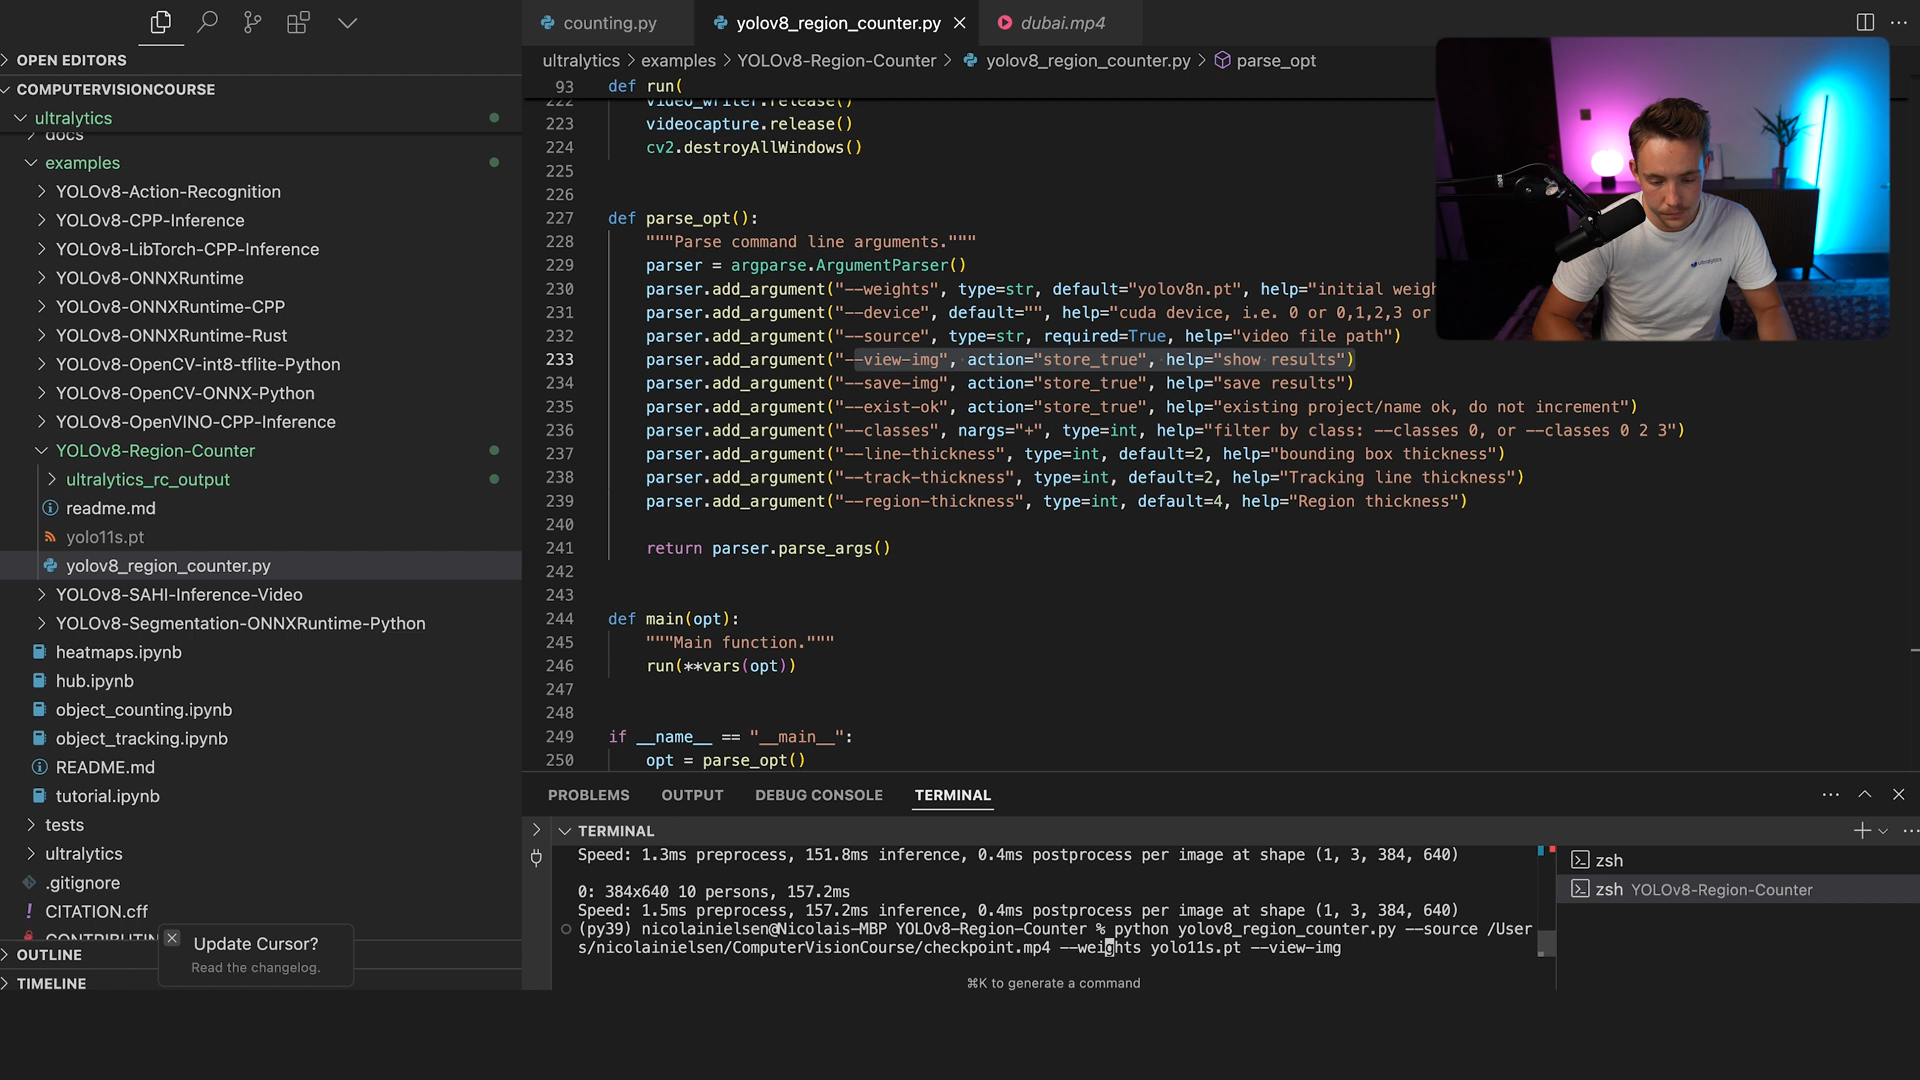 OPEN EDITORS
COMPUTERVISIONCOURSE
ultralytics
docs
examples
YOLOv8-Action-Recognition
YOLOv8-CPP-Inference
YOLOv8-LibTorch-CPP-Inference
YOLOv8-ONNXRuntime
YOLOv8-ONNXRuntime-CPP
YOLOv8-ONNXRuntime-Rust
YOLOv8-OpenCV-int8-tflite-Python
YOLOv8-OpenCV-ONNX-Python
YOLOv8-OpenVINO-CPP-Inference
YOLOv8-Region-Counter
ultralytics_rc_output
readme.md
yolo11s.pt
yolov8_region_counter.py
YOLOv8-SAHI-Inference-Video
YOLOv8-Segmentation-ONNXRuntime-Python
heatmaps.ipynb
hub.ipynb
object_counting.ipynb
object_tracking.ipynb
README.md
tutorial.ipynb
tests
ultralytics
.gitignore
CITATION.cff
OUTLINE
TIMELINE
Update Cursor?
Read the changelog.
counting.py
yolov8_region_counter.py
dubai.mp4
ultralytics > examples > YOLOv8-Region-Counter > yolov8_region_counter.py > parse_opt
93 def run(
222 video_writer.release()
223 videocapture.release()
224 cv2.destroyAllWindows()
225
226
227 def parse_opt():
228 """Parse command line arguments."""
229 parser = argparse.ArgumentParser()
230 parser.add_argument("--weights", type=str, default="yolov8n.pt", help="initial weigh
231 parser.add_argument("--device", default="", help="cuda device, i.e. 0 or 0,1,2,3 or
232 parser.add_argument("--source", type=str, required=True, help="video file path")
233 parser.add_argument("--view-img", action="store_true", help="show results")
234 parser.add_argument("--save-img", action="store_true", help="save results")
235 parser.add_argument("--exist-ok", action="store_true", help="existing project/name ok, do not increment")
236 parser.add_argument("--classes", nargs="+", type=int, help="filter by class: --classes 0, or --classes 0 2 3")
237 parser.add_argument("--line-thickness", type=int, default=2, help="bounding box thickness")
238 parser.add_argument("--track-thickness", type=int, default=2, help="Tracking line thickness")
239 parser.add_argument("--region-thickness", type=int, default=4, help="Region thickness")
240
241 return parser.parse_args()
242
243
244 def main(opt):
245 """Main function."""
246 run(**vars(opt))
247
248
249 if __name__ == "__main__":
250 opt = parse_opt()
ultralytics
PROBLEMS OUTPUT DEBUG CONSOLE TERMINAL
TERMINAL
Speed: 1.3ms preprocess, 151.8ms inference, 0.4ms postprocess per image at shape (1, 3, 384, 640)
0: 384x640 10 persons, 157.2ms
Speed: 1.5ms preprocess, 157.2ms inference, 0.4ms postprocess per image at shape (1, 3, 384, 640)
(py39) nicolainielsen@Nicolais-MBP YOLOv8-Region-Counter % python yolov8_region_counter.py --source /User
s/nicolainielsen/ComputerVisionCourse/checkpoint.mp4 --weights yolo11s.pt --view-img
⌘K to generate a command
zsh
zsh YOLOv8-Region-Counter